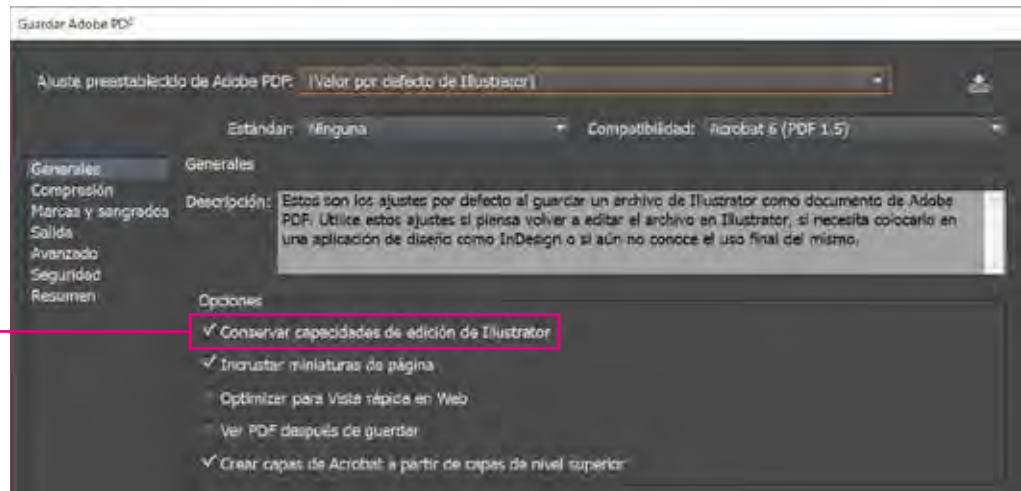 Guardar Adobe PDF
Ajuste preestablecido de Adobe PDF: [Valor por defecto de Illustrator]
Estándar: Ninguna Compatibilidad: Acrobat 6 (PDF 1.5)
Generales
Compresión
Marcas y sangrados
Salida
Avanzado
Seguridad
Resumen
Generales
Descripción: Estos son los ajustes por defecto al guardar un archivo de Illustrator como documento de Adobe
PDF. Utilice estos ajustes si piensa volver a editar el archivo en Illustrator, si necesita colocarlo en
una aplicación de diseño como InDesign o si aún no conoce el uso final del mismo.
Opciones
Conservar capacidades de edición de Illustrator
Incrustar miniaturas de página
Optimizar para Vista rápida en Web
Ver PDF después de guardar
Crear capas de Acrobat a partir de capas de nivel superior